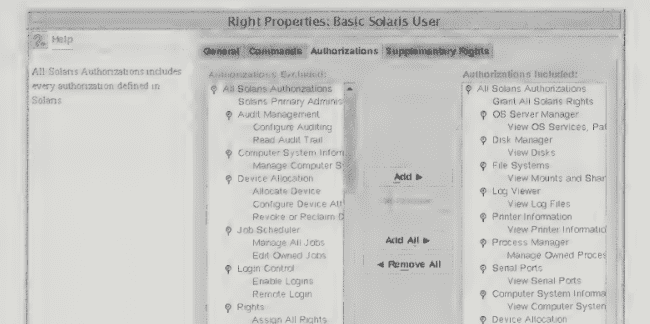 Right Properties: Basic Solaris User
Help
All Solaris Authorizations includes
every authorization defined in
Solaris
General Commands Authorizations Supplementary Rights
Authorizations Excluded:
All Solaris Authorizations
Solaris Primary Adminis
Audit Management
Configure Auditing
Read Audit Trail
Computer System Inform
Manage Computer S
Device Allocation
Allocate Device
Configure Device Att
Revoke or Reclaim D
Job Scheduler
Manage All Jobs
Edit Owned Jobs
Login Control
Enable Logins
Remote Login
Rights
Assign All Rights
Add
Add All
Remove All
Authorizations Included:
All Solaris Authorizations
Grant All Solaris Rights
OS Server Manager
View OS Services, Pat
Disk Manager
View Disks
File Systems
View Mounts and Shar
Log Viewer
View Log Files
Printer Information
View Printer Informatio
Process Manager
Manage Owned Proces
Serial Ports
View Serial Ports
Computer System Informa
View Computer System
Device Allocation